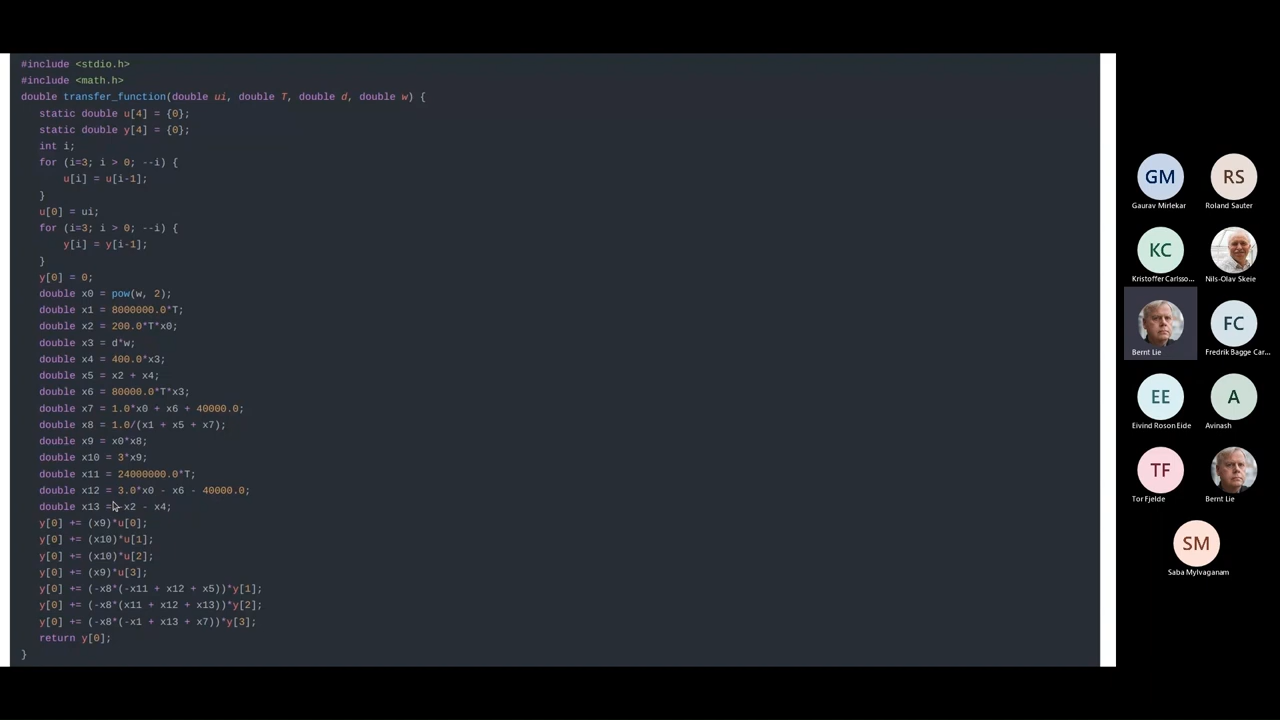 #include <stdio.h>
#include <math.h>
double transfer_function(double ui, double T, double d, double w) {
static double u[4] = {0};
static double y[4] = {0};
int i;
for (i=3; i > 0; --i) {
u[i] = u[i-1];
}
u[0] = ui;
for (i=3; i > 0; --i) {
y[i] = y[i-1];
}
y[0] = 0;
double x0 = pow(w, 2);
double x1 = 8000000.0*T;
double x2 = 200.0*T*x0;
double x3 = d*w;
double x4 = 400.0*x3;
double x5 = x2 + x4;
double x6 = 80000.0*T*x3;
double x7 = 1.0*x0 + x6 + 40000.0;
double x8 = 1.0/(x1 + x5 + x7);
double x9 = x0*x8;
double x10 = 3*x9;
double x11 = 24000000.0*T;
double x12 = 3.0*x0 - x6 - 40000.0;
double x13 = x2 - x4;
y[0] += (x9)*u[0];
y[0] += (x10)*u[1];
y[0] += (x10)*u[2];
y[0] += (x9)*u[3];
y[0] += (-x8*(-x11 + x12 + x5))*y[1];
y[0] += (-x8*(x11 + x12 + x13))*y[2];
y[0] += (-x8*(-x1 + x13 + x7))*y[3];
return y[0];
}
GM
RS
Gaurav Mirlekar
Roland Sauter
KC
Kristoffer Carlsso...
Nils-Olav Skeie
FC
Bernt Lie
Fredrik Bagge Car...
EE
A
Eivind Roson Eide
Avinash
TF
Tor Fjelde
Bernt Lie
SM
Saba Mylvaganam